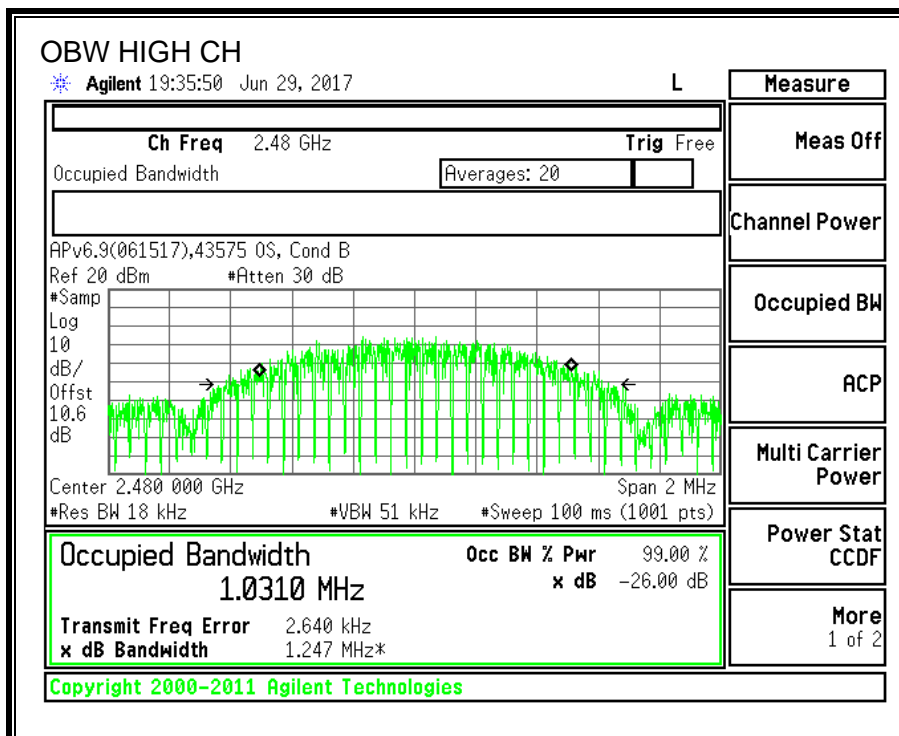 OBW HIGH CH
Agilent 19:35:50 Jun 29, 2017 L
Measure
Ch Freq 2.48 GHz Trig Free
Occupied Bandwidth Averages: 20
APv6.9(061517),43575 OS, Cond B
Ref 20 dBm #Atten 30 dB
#Samp
Log
10
dB/
Offst
10.6
dB
Center 2.480 000 GHz Span 2 MHz
#Res BW 18 kHz #VBW 51 kHz #Sweep 100 ms (1001 pts)
Occupied Bandwidth Occ BW % Pwr 99.00 %
1.0310 MHz x dB -26.00 dB
Transmit Freq Error 2.640 kHz
x dB Bandwidth 1.247 MHz*
Meas Off
Channel Power
Occupied BW
ACP
Multi Carrier
Power
Power Stat
CCDF
More
1 of 2
Copyright 2000-2011 Agilent Technologies